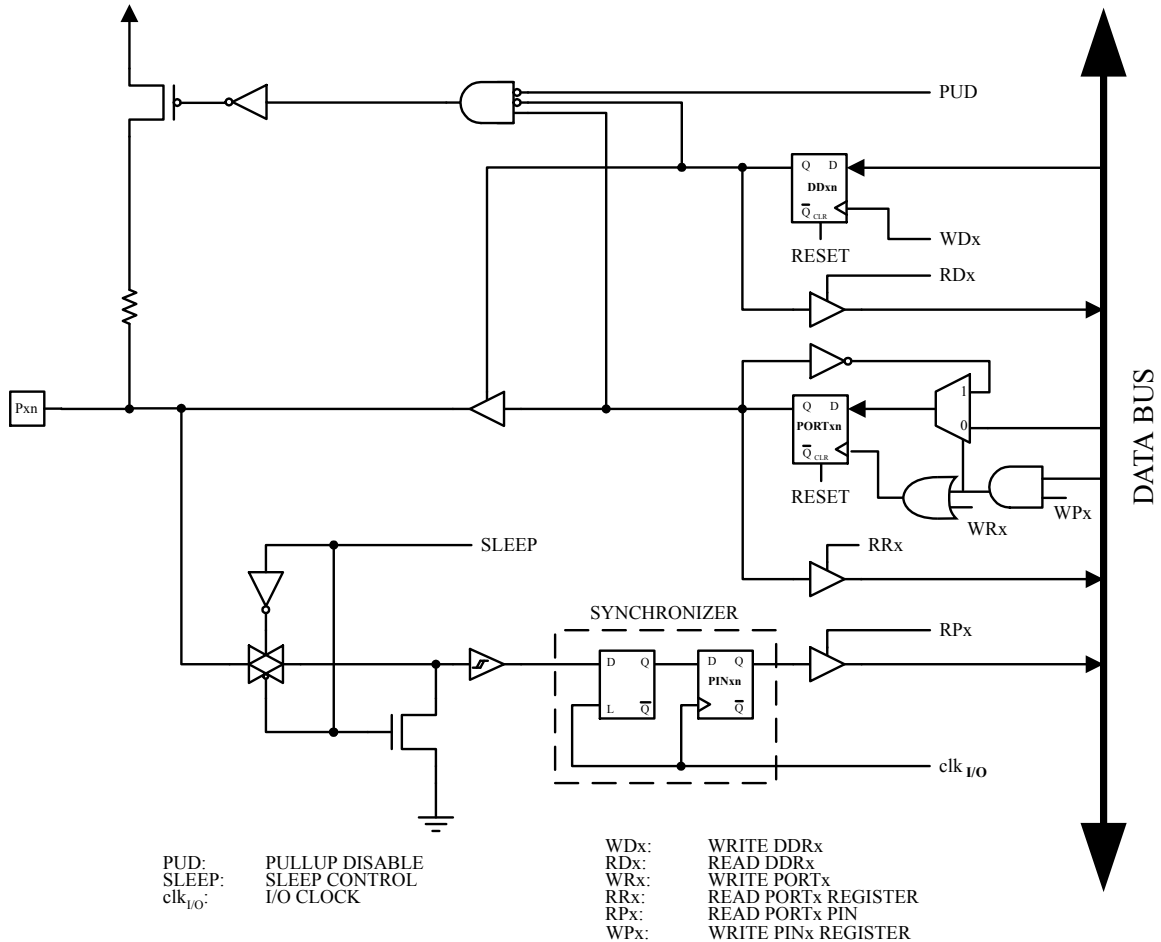 PUD
Q D
DDxn
Q CLR
WDx
RESET
RDx
Pxn
1
Q D
PORTxn
0
Q CLR
RESET
WRx
WPx
DATA BUS
SLEEP
RRx
SYNCHRONIZER
RPx
D Q
D Q
PINxn
L Q
Q
clk I/O
PUD: PULLUP DISABLE
SLEEP: SLEEP CONTROL
clkI/O: I/O CLOCK
WDx: WRITE DDRx
RDx: READ DDRx
WRx: WRITE PORTx
RRx: READ PORTx REGISTER
RPx: READ PORTx PIN
WPx: WRITE PINx REGISTER